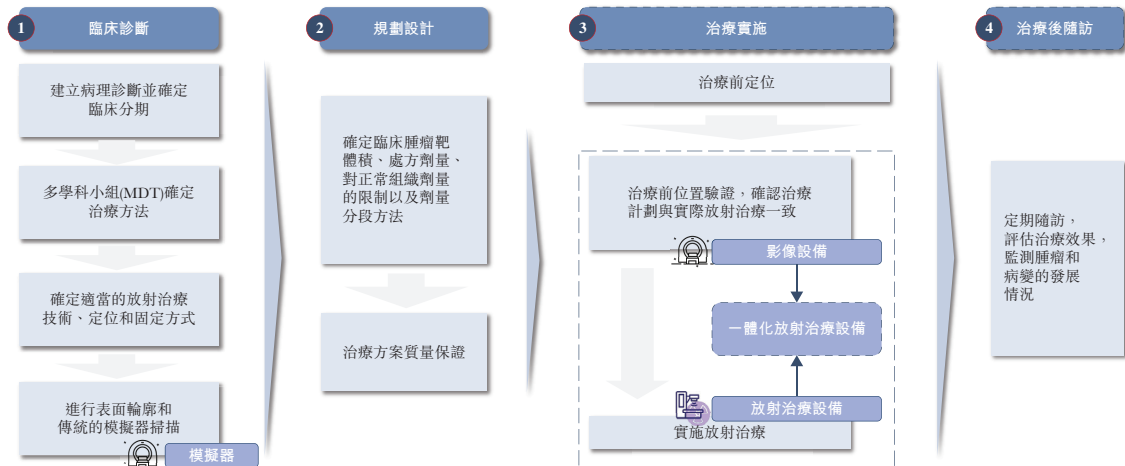 1
臨床診斷
建立病理診斷並確定
臨床分期
多學科小組(MDT)確定
治療方法
確定適當的放射治療
技術、定位和固定方式
進行表面輪廓和
傳統的模擬器掃描
模擬器
2
規劃設計
確定臨床腫瘤靶
體積、處方劑量、
對正常組織劑量
的限制以及劑量
分段方法
治療方案質量保證
3
治療實施
治療前定位
治療前位置驗證，確認治療
計劃與實際放射治療一致
影像設備
一體化放射治療設備
放射治療設備
實施放射治療
4
治療後隨訪
定期隨訪，
評估治療效果，
監測腫瘤和
病變的發展
情況